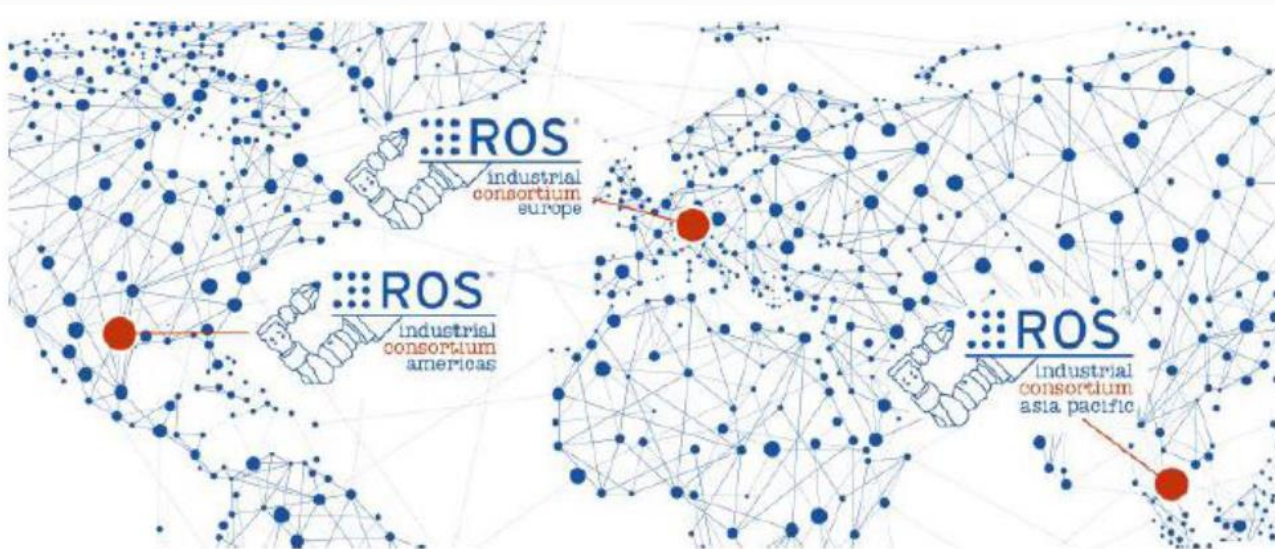 ROS
industrial
consortium
europe
ROS
industrial
consortium
americas
ROS
industrial
consortium
asia pacific